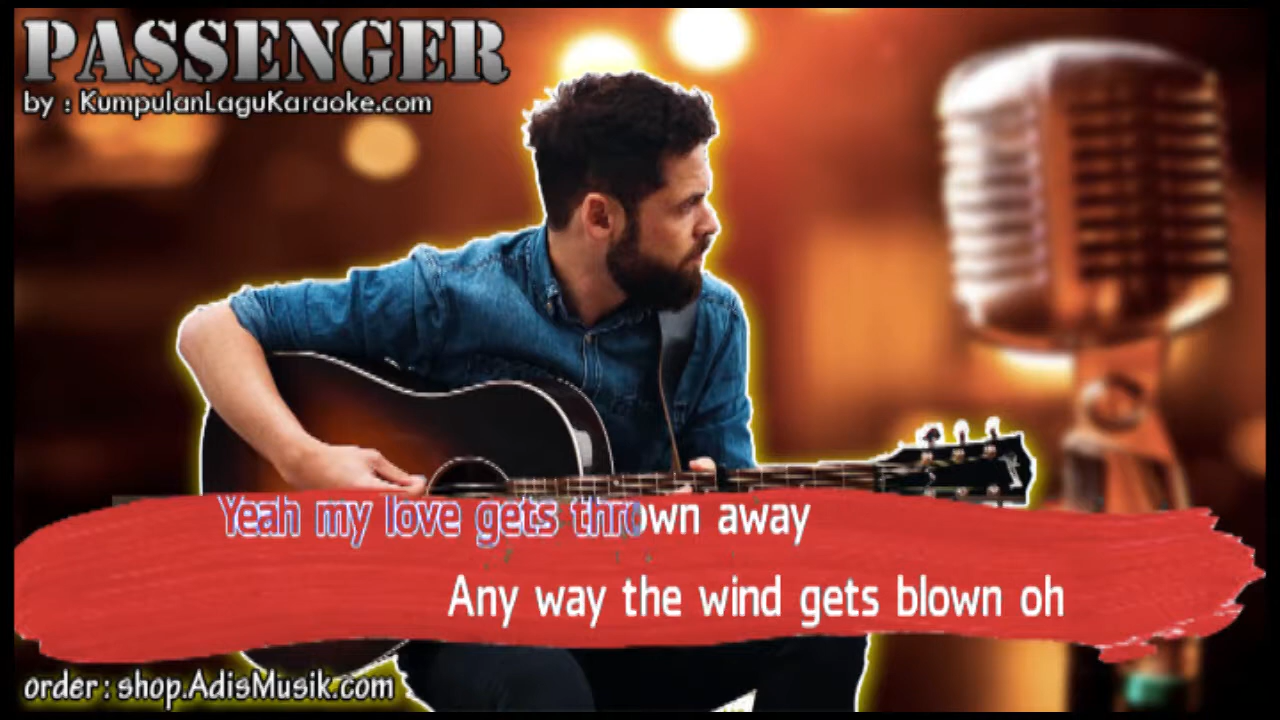 PASSENGER
by : KumpulanLaguKaraoke.com
Yeah my love gets thrown away
Any way the wind gets blown oh
order : shop.AdisMusik.com